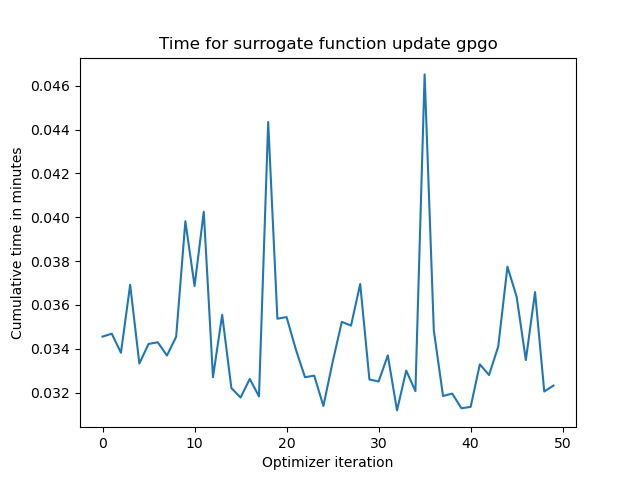 Time for surrogate function update gpgo
Cumulative time in minutes
0.046
0.044
0.042
0.040
0.038
0.036
0.034
0.032
0 10 20 30 40 50
Optimizer iteration